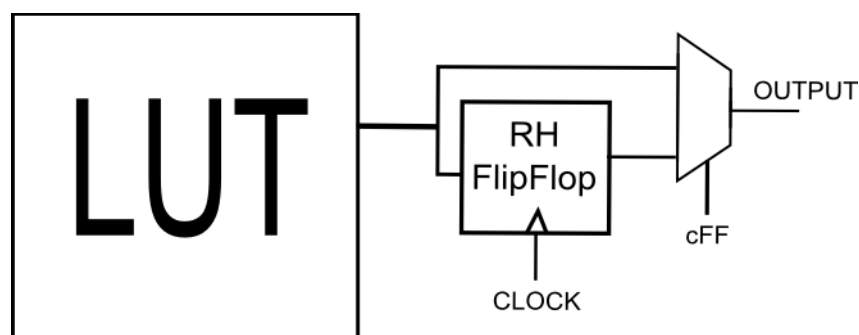 LUT
RH
FlipFlop
OUTPUT
cFF
CLOCK